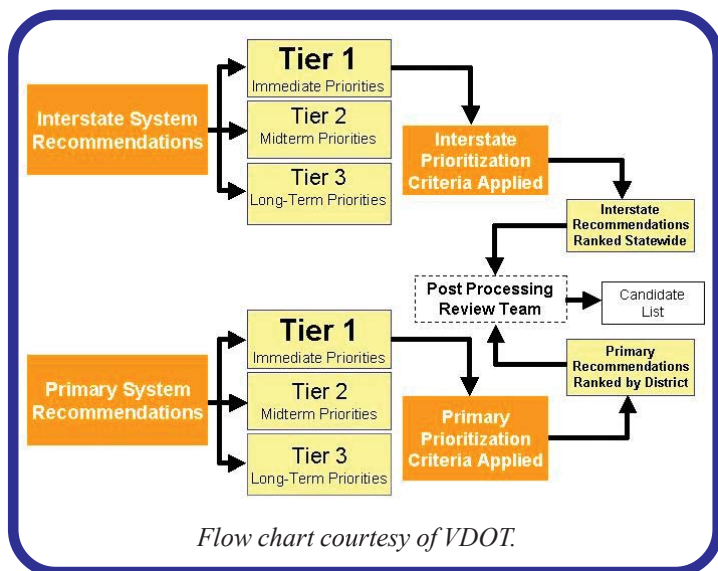 Interstate System
Recommendations
Tier 1
Immediate Priorities
Tier 2
Midterm Priorities
Tier 3
Long-Term Priorities
Interstate
Prioritization
Criteria Applied
Interstate
Recommendations
Ranked Statewide
Post Processing
Review Team
Candidate
List
Primary System
Recommendations
Tier 1
Immediate Priorities
Tier 2
Midterm Priorities
Tier 3
Long-Term Priorities
Primary
Prioritization
Criteria Applied
Primary
Recommendations
Ranked by District
Flow chart courtesy of VDOT.